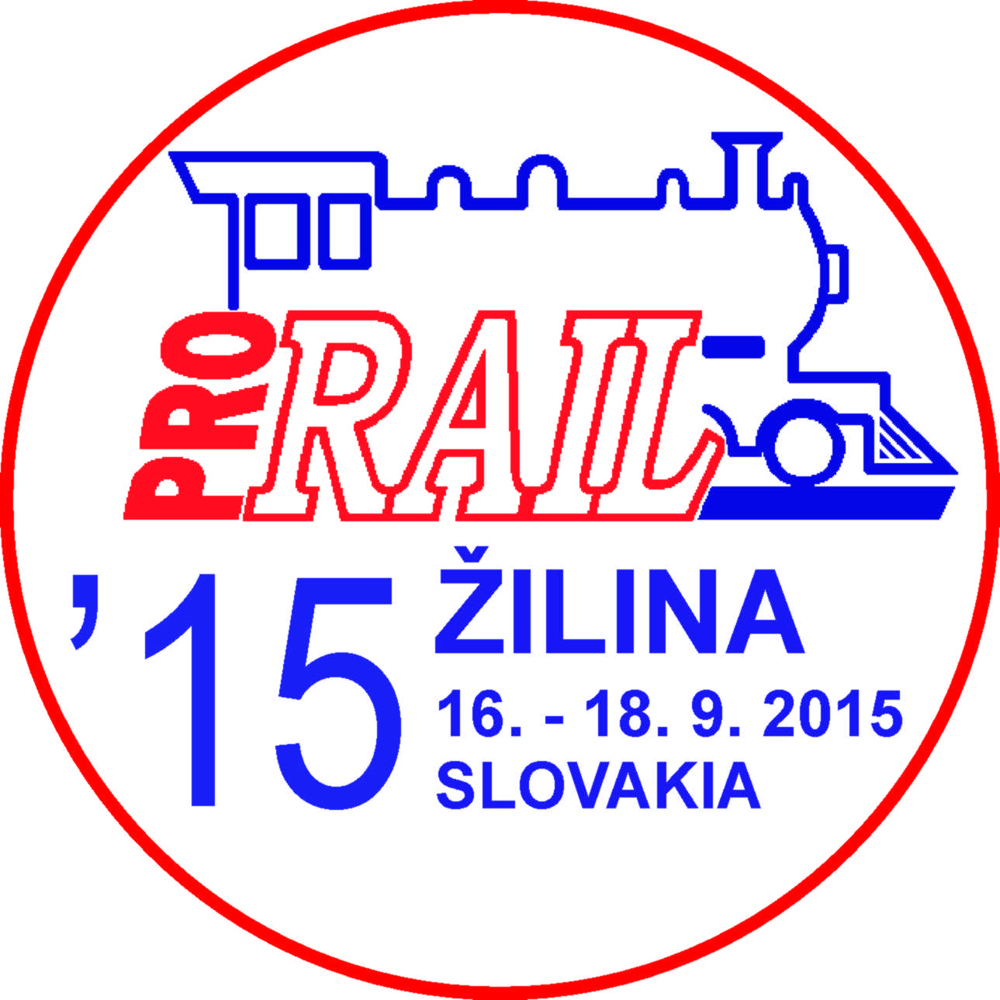 PRO RAIL
'15
ŽILINA
16. - 18. 9. 2015
SLOVAKIA